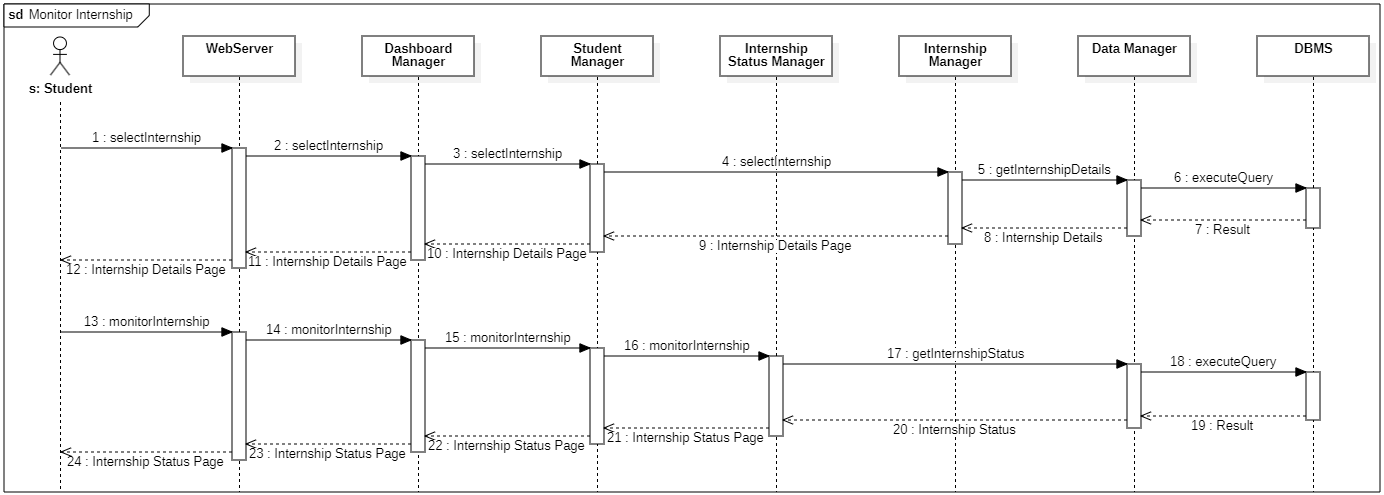 sd Monitor Internship
s: Student
WebServer
Dashboard
Manager
Student
Manager
Internship
Status Manager
Internship
Manager
Data Manager
DBMS
1 : selectInternship
2 : selectInternship
3 : selectInternship
4 : selectInternship
5 : getInternshipDetails
6 : executeQuery
7 : Result
8 : Internship Details
9 : Internship Details Page
10 : Internship Details Page
11 : Internship Details Page
12 : Internship Details Page
13 : monitorInternship
14 : monitorInternship
15 : monitorInternship
16 : monitorInternship
17 : getInternshipStatus
18 : executeQuery
19 : Result
20 : Internship Status
21 : Internship Status Page
22 : Internship Status Page
23 : Internship Status Page
24 : Internship Status Page